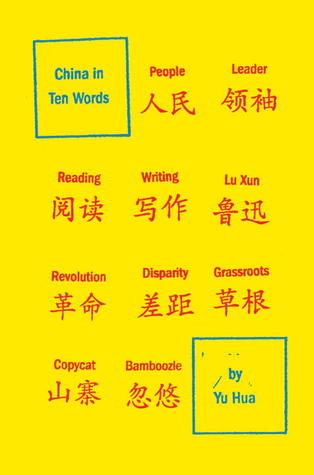 China in
Ten Words
People
Leader
人民
领袖
Reading
Writing
Lu Xun
阅读
写作
鲁迅
Revolution
Disparity
Grassroots
革命
差距
草根
Copycat
Bamboozle
山寨
忽悠
by
Yu Hua